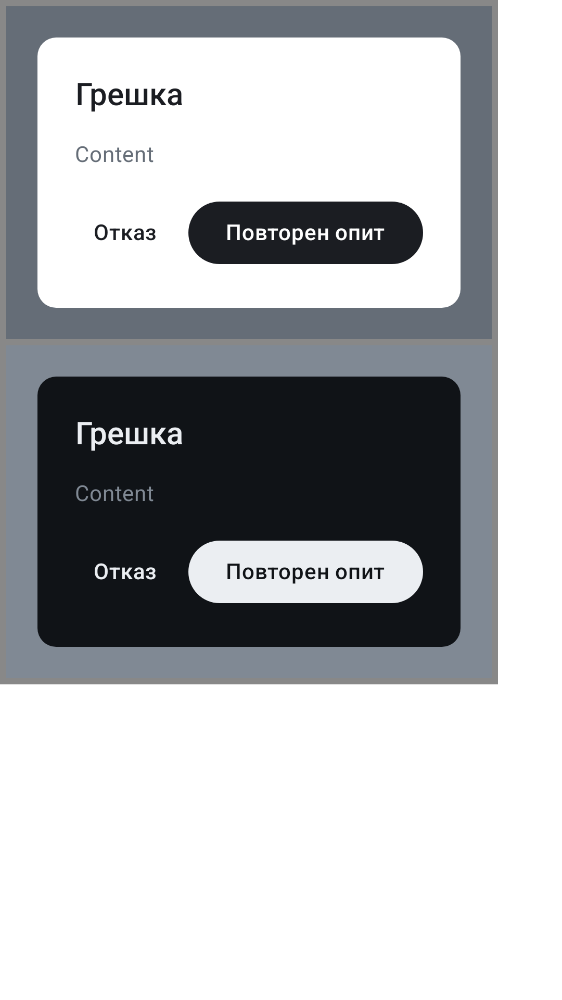 Грешка
Content
Отказ
Повторен опит
Грешка
Content
Отказ
Повторен опит